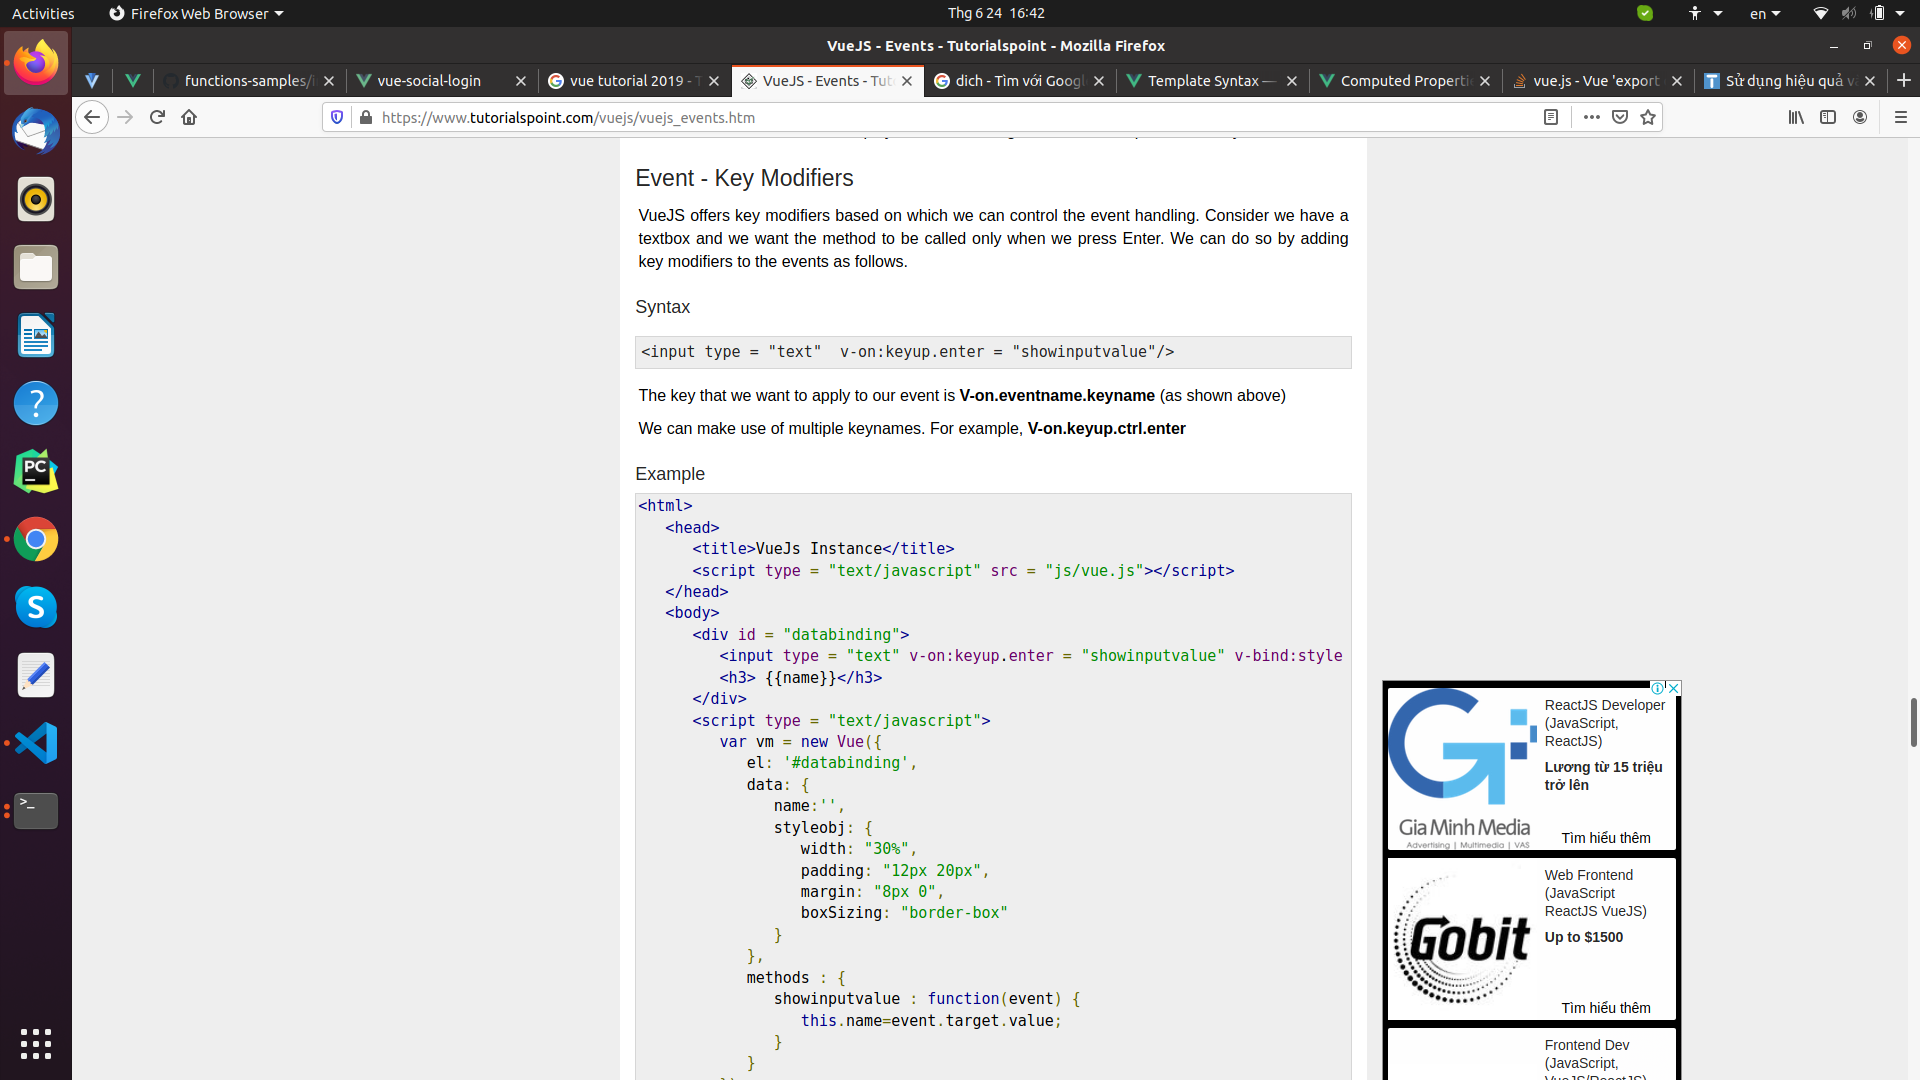 Activities
Firefox Web Browser
Thg 6 24 16:42
en
VueJS - Events - Tutorialspoint - Mozilla Firefox
functions-samples/
vue-social-login
vue tutorial 2019 - T
VueJS - Events - Tut
dich - Tìm với Googl
Template Syntax —
Computed Properti
vue.js - Vue 'export
Sử dụng hiệu quả v
https://www.tutorialspoint.com/vuejs/vuejs_events.htm
Event - Key Modifiers
VueJS offers key modifiers based on which we can control the event handling. Consider we have a
textbox and we want the method to be called only when we press Enter. We can do so by adding
key modifiers to the events as follows.
Syntax
<input type = "text"  v-on:keyup.enter = "showinputvalue"/>
The key that we want to apply to our event is V-on.eventname.keyname (as shown above)
We can make use of multiple keynames. For example, V-on.keyup.ctrl.enter
Example
<html>
<head>
<title>VueJs Instance</title>
<script type = "text/javascript" src = "js/vue.js"></script>
</head>
<body>
<div id = "databinding">
<input type = "text" v-on:keyup.enter = "showinputvalue" v-bind:style
<h3> {{name}}</h3>
</div>
<script type = "text/javascript">
var vm = new Vue({
el: '#databinding',
data: {
name:'',
styleobj: {
width: "30%",
padding: "12px 20px",
margin: "8px 0",
boxSizing: "border-box"
}
},
methods : {
showinputvalue : function(event) {
this.name=event.target.value;
}
}
ReactJS Developer
(JavaScript,
ReactJS)
Lương từ 15 triệu
trở lên
Gia Minh Media
Advertising | Multimedia | VAS
Tìm hiểu thêm
Web Frontend
(JavaScript
ReactJS VueJS)
Up to $1500
Gobit
Tìm hiểu thêm
Frontend Dev
(JavaScript,
VueJS/ReactJS)
PC
S